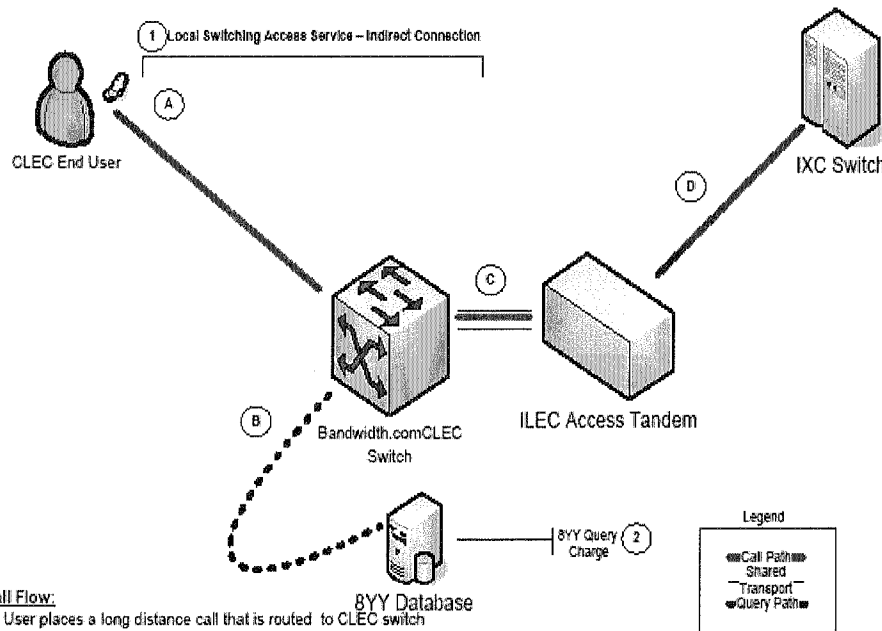 1 Local Switching Access Service – Indirect Connection
A
CLEC End User
IXC Switch
D
C
B
Bandwidth.comCLEC
Switch
ILEC Access Tandem
8YY Query
Charge
2
8YY Database
Legend
Call Path
Shared
Transport
Query Path
all Flow:
User places a long distance call that is routed to CLEC switch